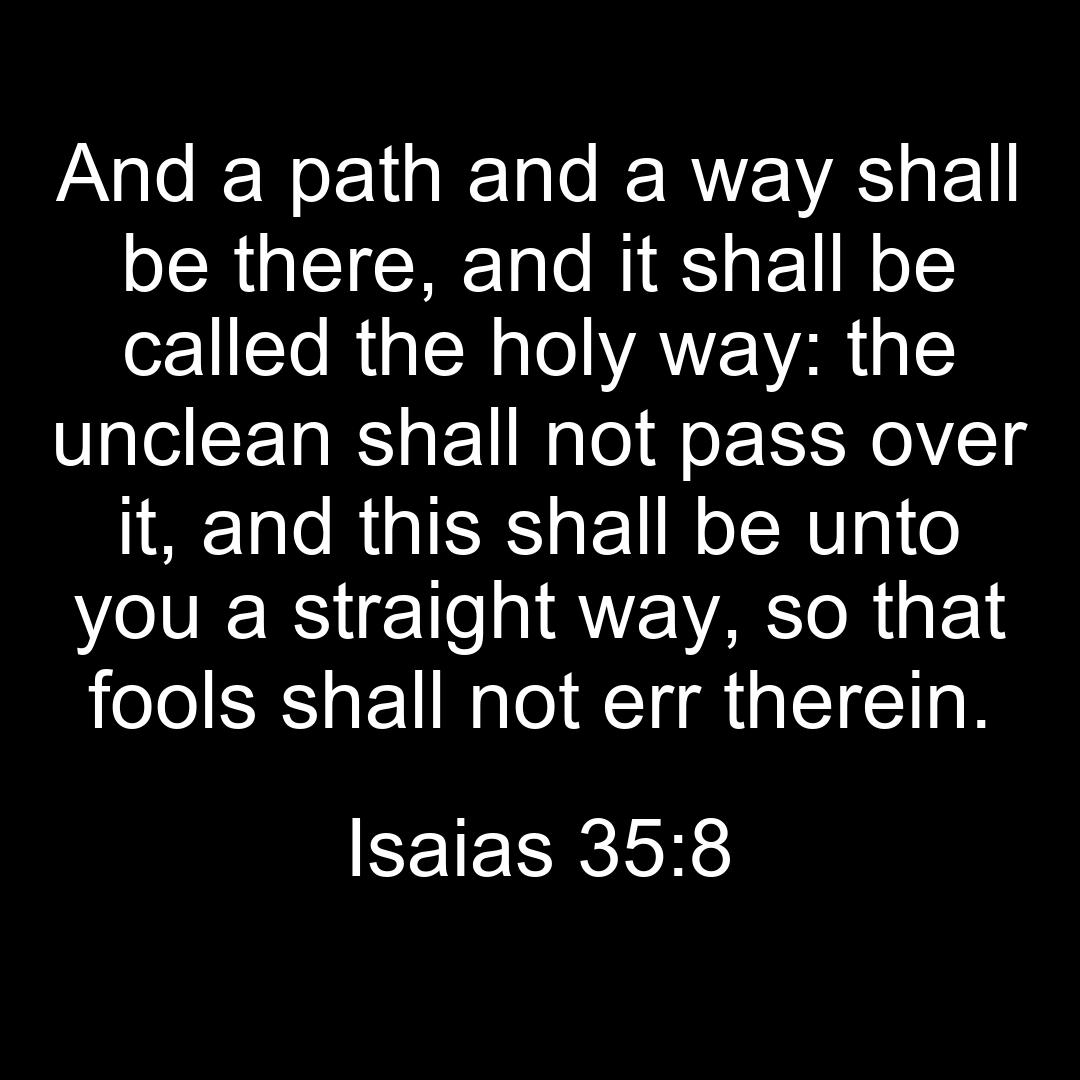 And a path and a way shall
be there, and it shall be
called the holy way: the
unclean shall not pass over
it, and this shall be unto
you a straight way, so that
fools shall not err therein.
Isaias 35:8